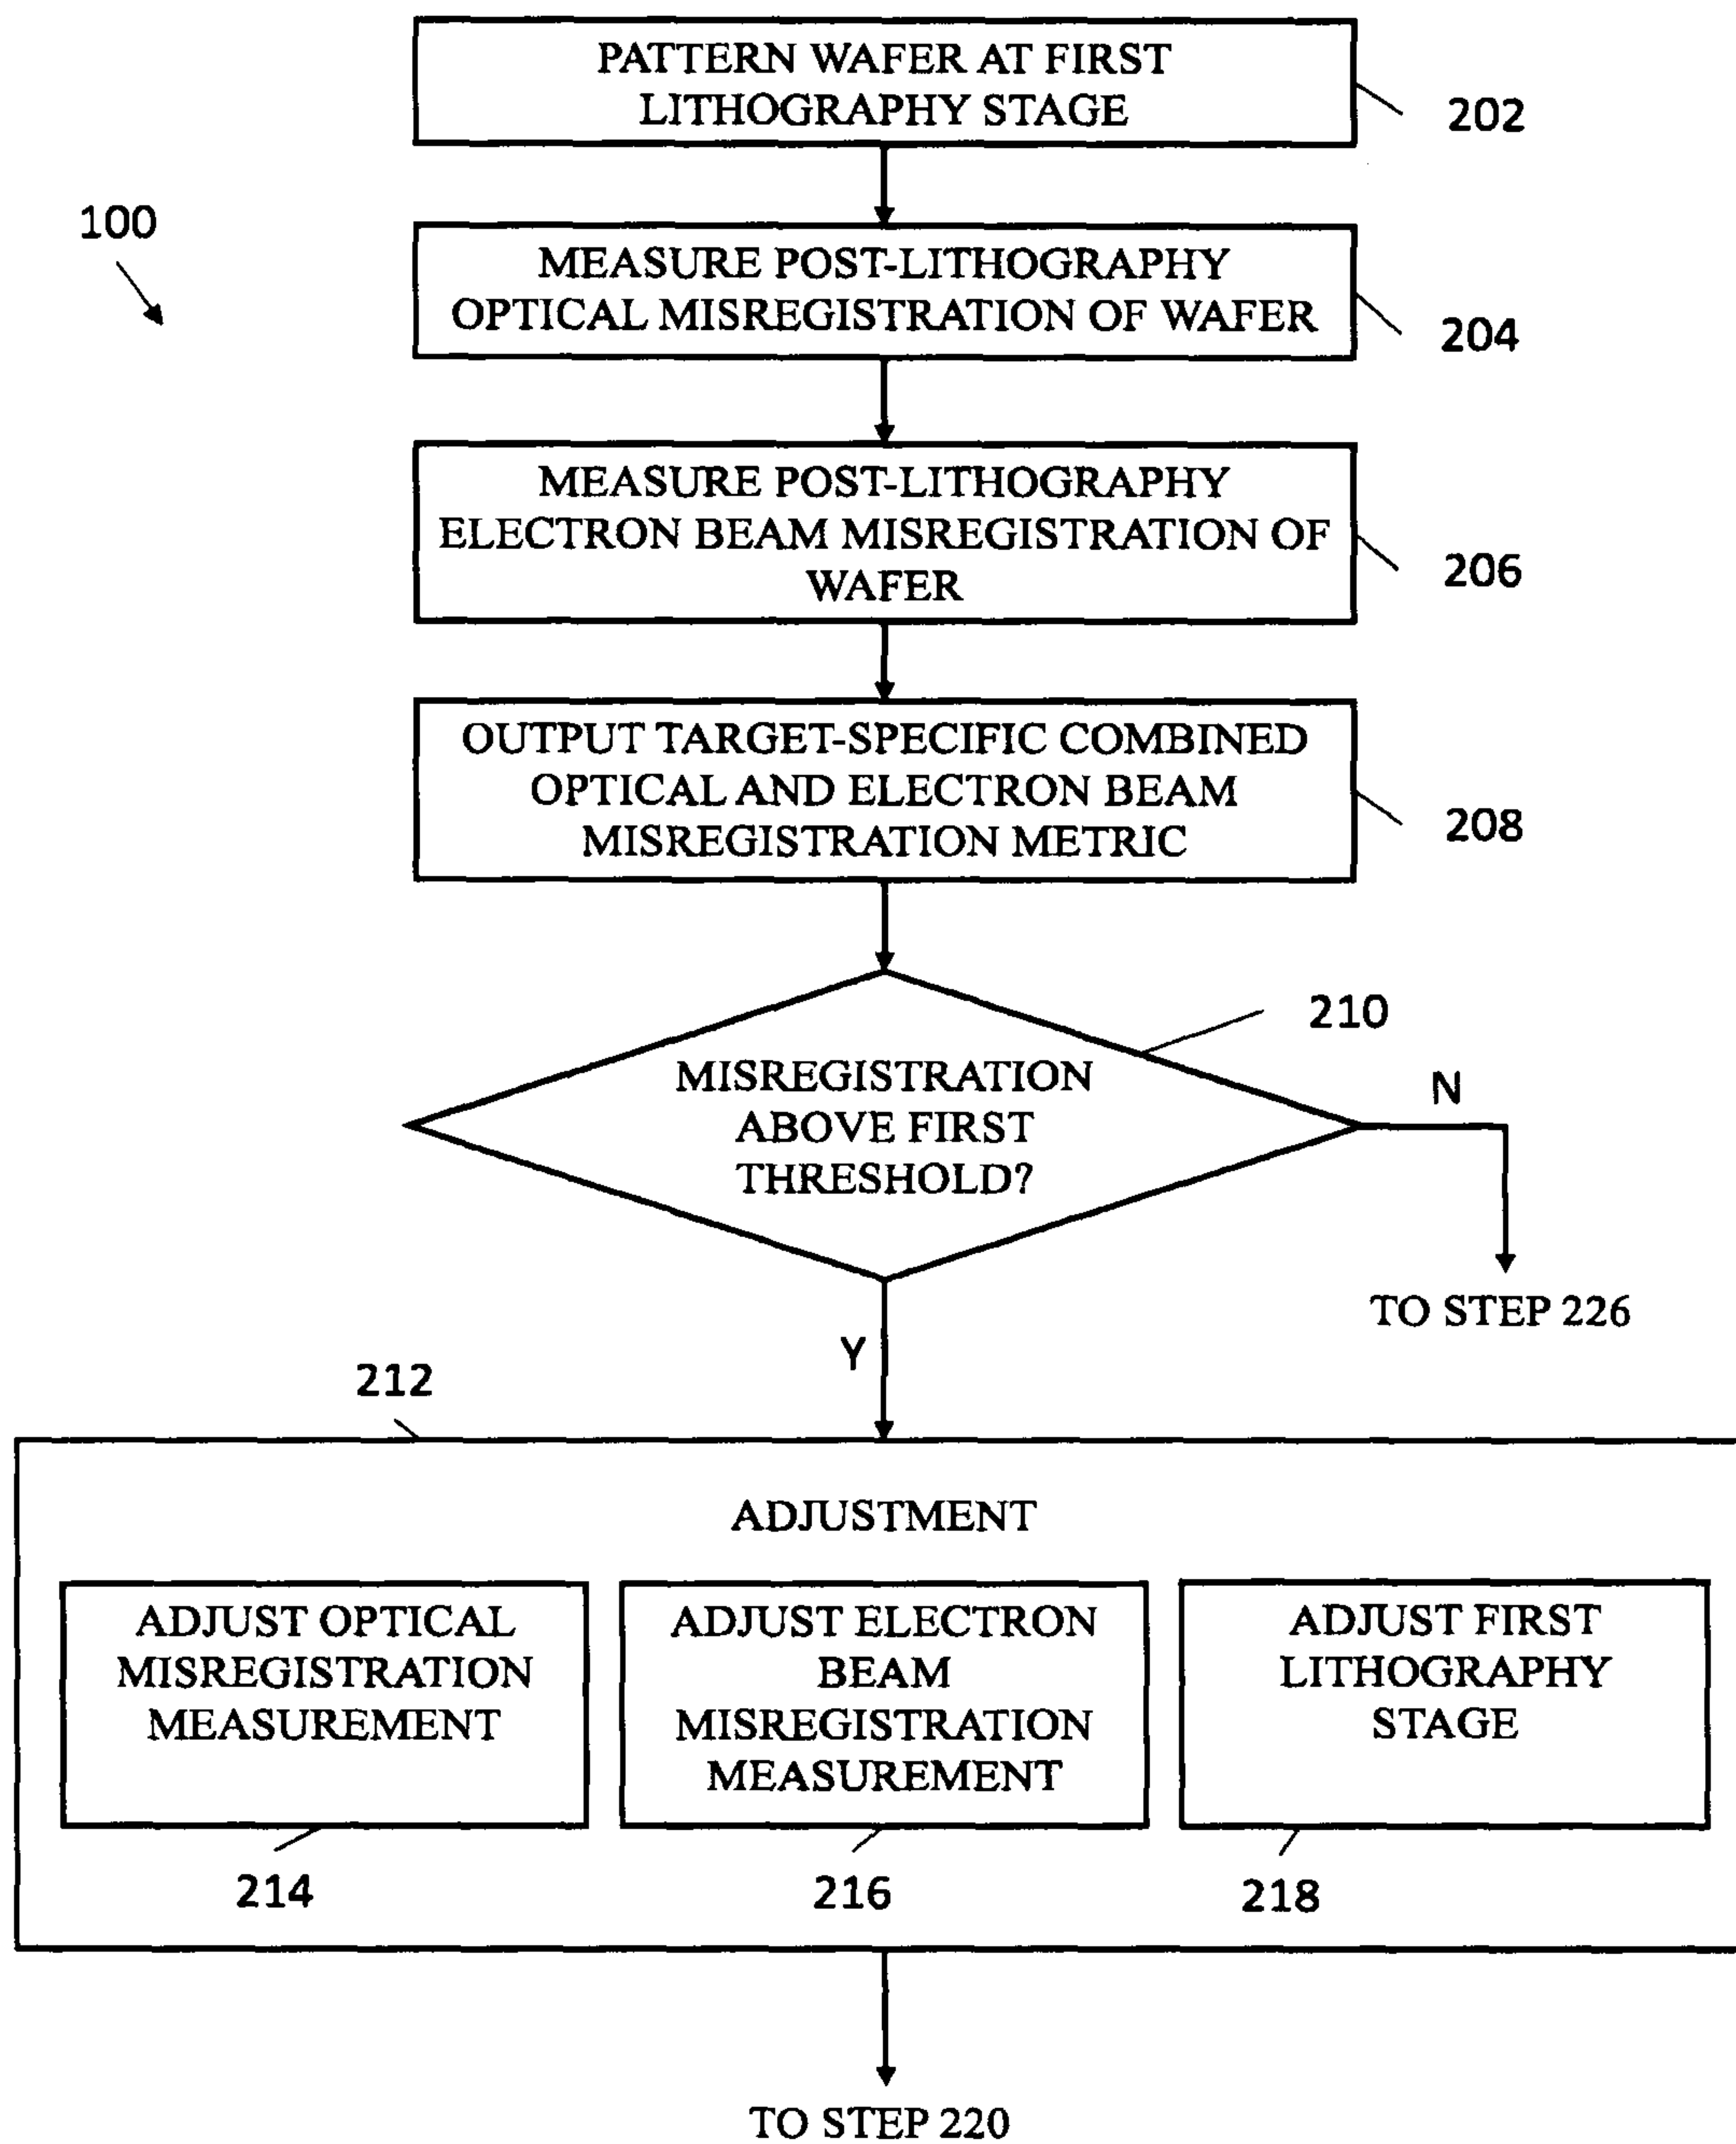 PATTERN WAFER AT FIRST
LITHOGRAPHY STAGE
202
100
MEASURE POST-LITHOGRAPHY
OPTICAL MISREGISTRATION OF WAFER
204
MEASURE POST-LITHOGRAPHY
ELECTRON BEAM MISREGISTRATION OF
WAFER
206
OUTPUT TARGET-SPECIFIC COMBINED
OPTICAL AND ELECTRON BEAM
MISREGISTRATION METRIC
208
210
MISREGISTRATION
ABOVE FIRST
THRESHOLD?
N
TO STEP 226
Y
212
ADJUSTMENT
ADJUST OPTICAL
MISREGISTRATION
MEASUREMENT
214
ADJUST ELECTRON
BEAM
MISREGISTRATION
MEASUREMENT
216
ADJUST FIRST
LITHOGRAPHY
STAGE
218
TO STEP 220